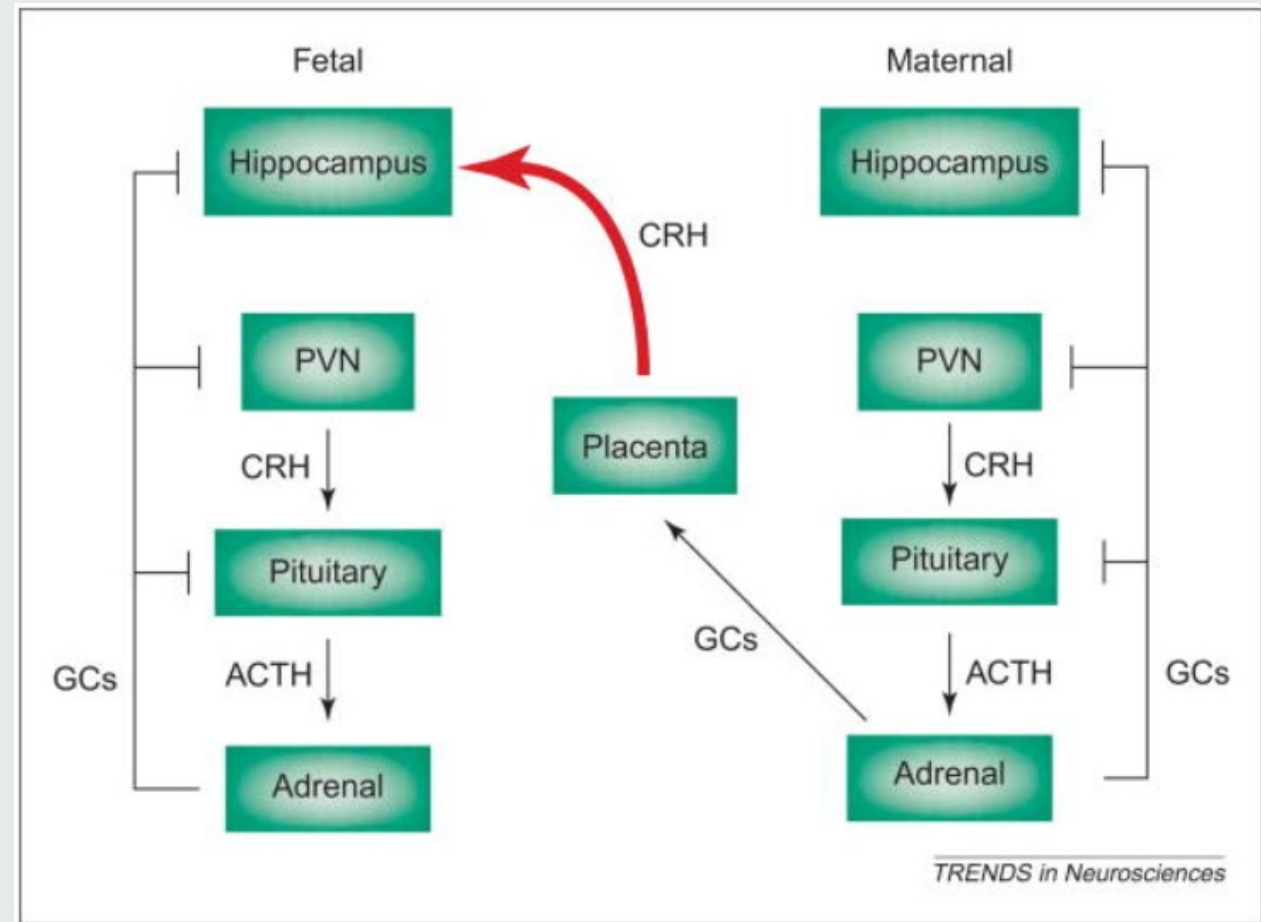 Fetal
Maternal
Hippocampus
Hippocampus
CRH
PVN
PVN
Placenta
CRH
CRH
Pituitary
Pituitary
GCs
GCs
ACTH
ACTH
GCs
Adrenal
Adrenal
TRENDS in Neurosciences